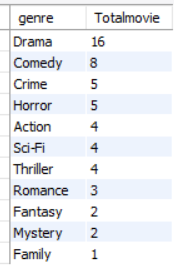 genre Totalmovie
Drama 16
Comedy 8
Crime 5
Horror 5
Action 4
Sci-Fi 4
Thriller 4
Romance 3
Fantasy 2
Mystery 2
Family 1